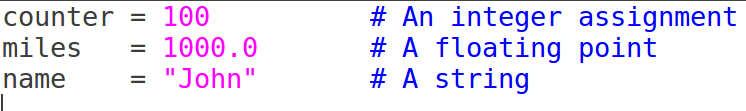 counter = 100          # An integer assignment
miles   = 1000.0       # A floating point
name    = "John"       # A string